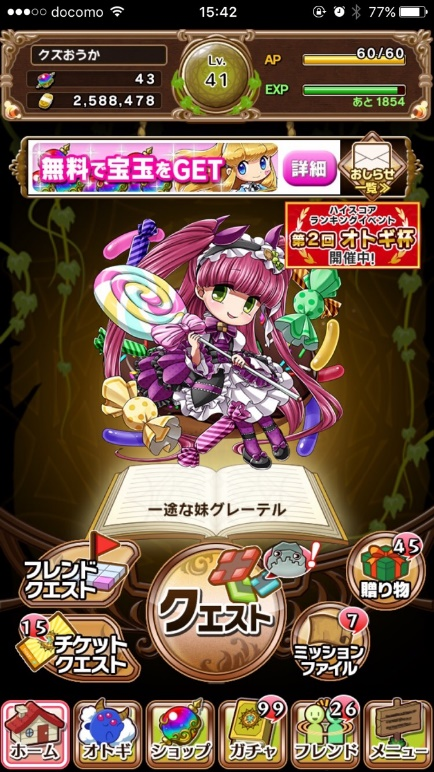 docomo 15:42 77%
クズおうか
43
2,588,478
Lv.
41
AP 60/60
EXP
あと 1854
無料で宝玉をGET
詳細
おしらせ
一覧
ハイスコア
ランキングイベント
第2回 オトギ杯
開催中!
一途な妹グレーテル
フレンド
クエスト
クエスト
45
贈り物
15
チケット
クエスト
7
ミッション
ファイル
ホーム
オトギ
ショップ
99
ガチャ
26
フレンド
メニュー